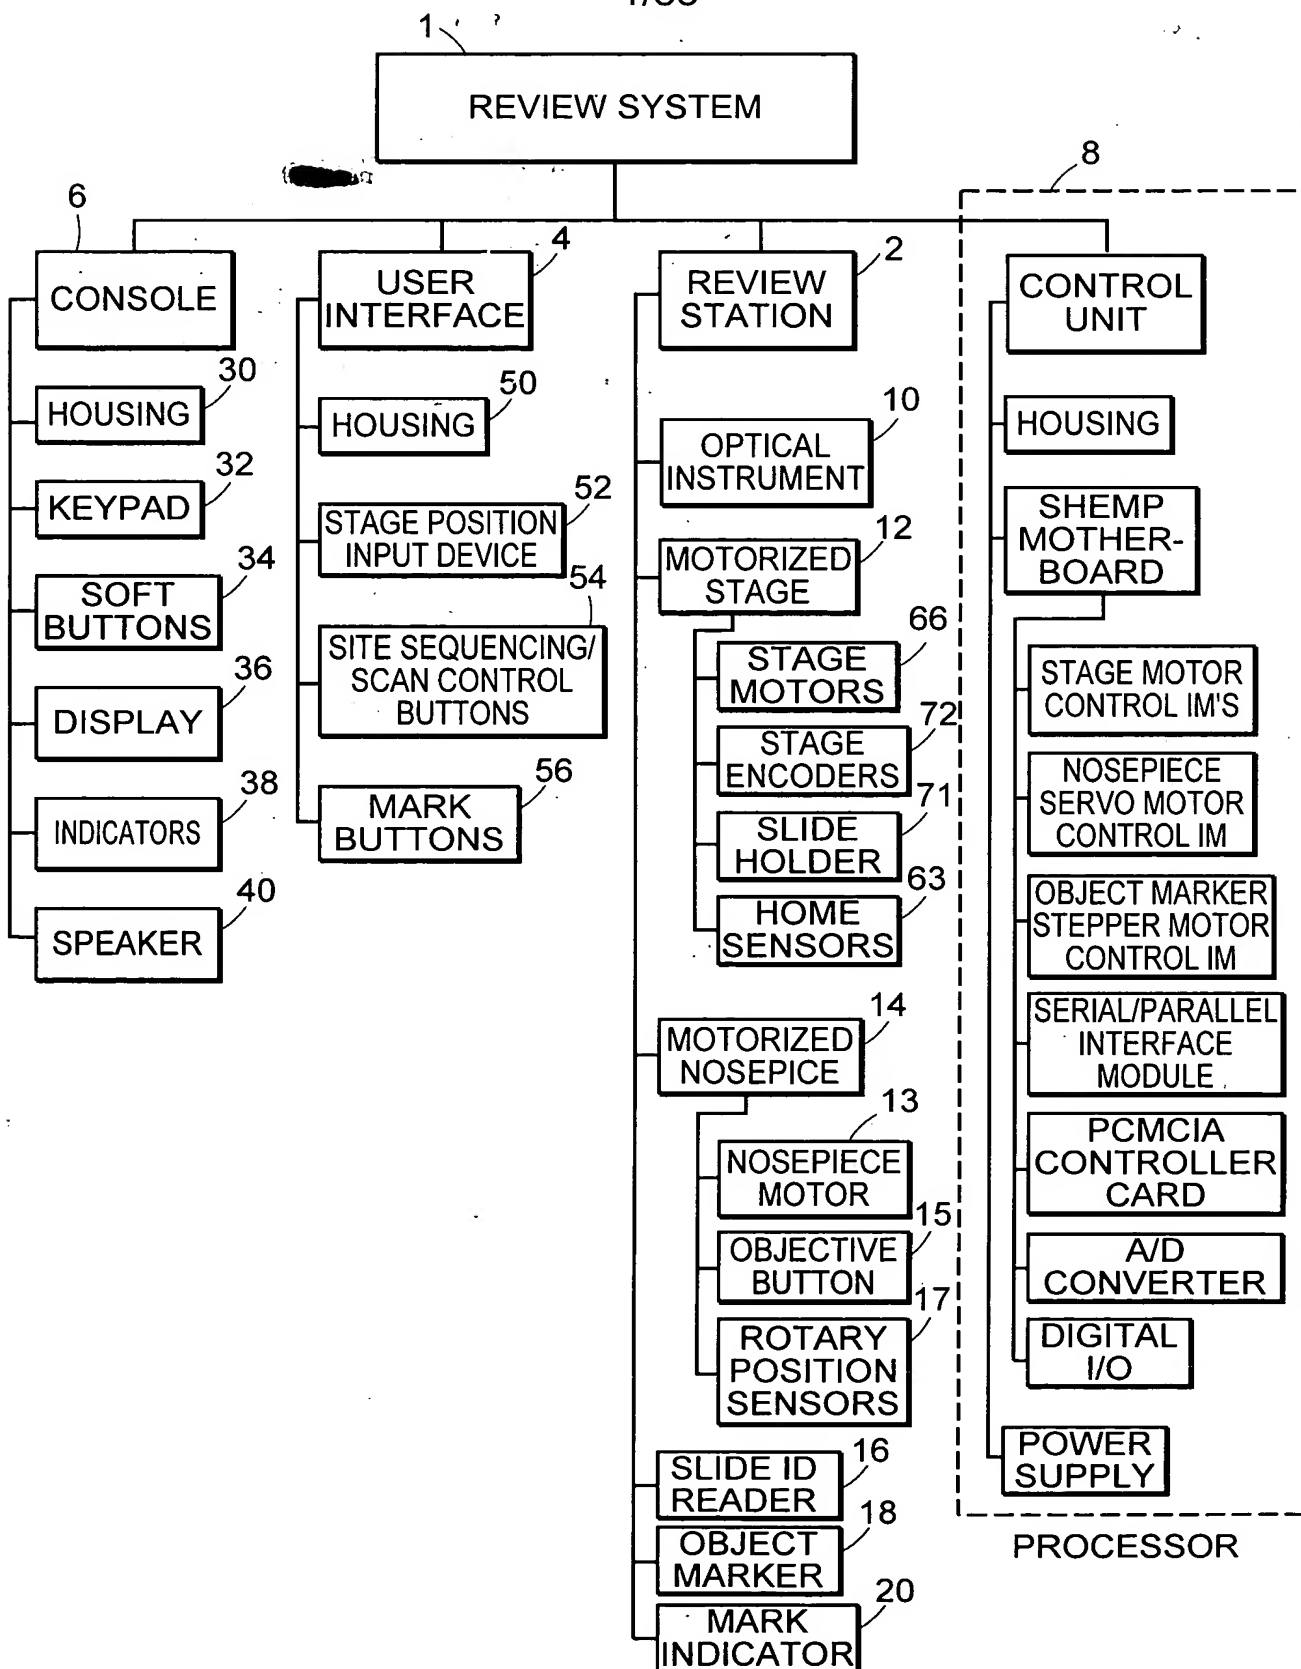 1
REVIEW SYSTEM
6
CONSOLE
30
HOUSING
32
KEYPAD
34
SOFT
BUTTONS
36
DISPLAY
38
INDICATORS
40
SPEAKER
4
USER
INTERFACE
50
HOUSING
52
STAGE POSITION
INPUT DEVICE
54
SITE SEQUENCING/
SCAN CONTROL
BUTTONS
56
MARK
BUTTONS
2
REVIEW
STATION
10
OPTICAL
INSTRUMENT
12
MOTORIZED
STAGE
66
STAGE
MOTORS
72
STAGE
ENCODERS
71
SLIDE
HOLDER
63
HOME
SENSORS
14
MOTORIZED
NOSEPICE
13
NOSEPIECE
MOTOR
15
OBJECTIVE
BUTTON
17
ROTARY
POSITION
SENSORS
16
SLIDE ID
READER
18
OBJECT
MARKER
20
MARK
INDICATOR
8
CONTROL
UNIT
HOUSING
SHEMP
MOTHER-
BOARD
STAGE MOTOR
CONTROL IM'S
NOSEPIECE
SERVO MOTOR
CONTROL IM
OBJECT MARKER
STEPPER MOTOR
CONTROL IM
SERIAL/PARALLEL
INTERFACE
MODULE
PCMCIA
CONTROLLER
CARD
A/D
CONVERTER
DIGITAL
I/O
POWER
SUPPLY
PROCESSOR